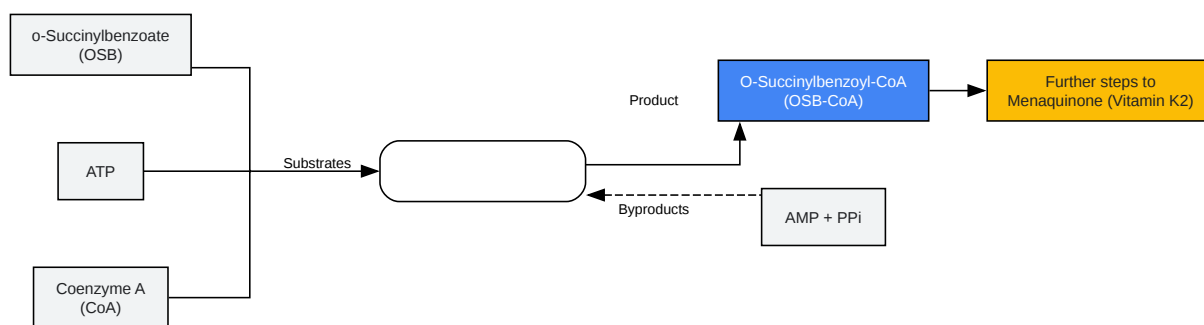 o-Succinylbenzoate
(OSB)
ATP
Coenzyme A
(CoA)
Substrates
Product
Byproducts
O-Succinylbenzoyl-CoA
(OSB-CoA)
AMP + PPi
Further steps to
Menaquinone (Vitamin K2)